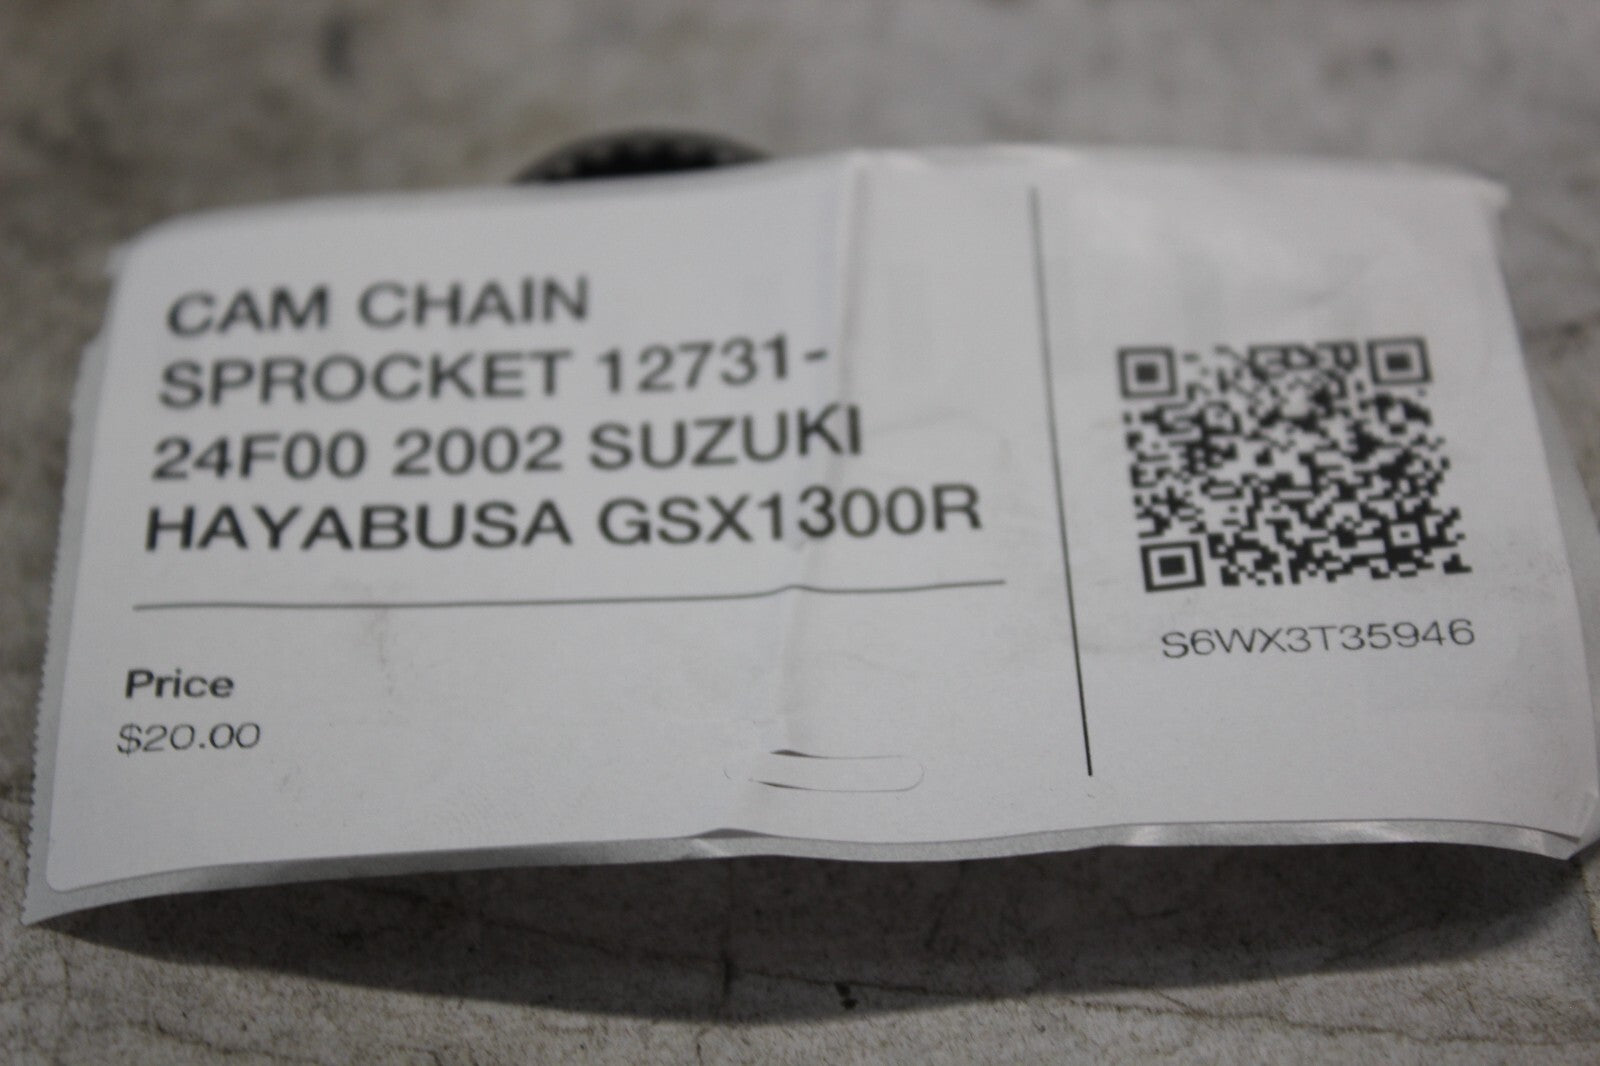 CAM CHAIN
SPROCKET 12731-
24F00 2002 SUZUKI
HAYABUSA GSX1300R
Price
$20.00
S6WX3T35946